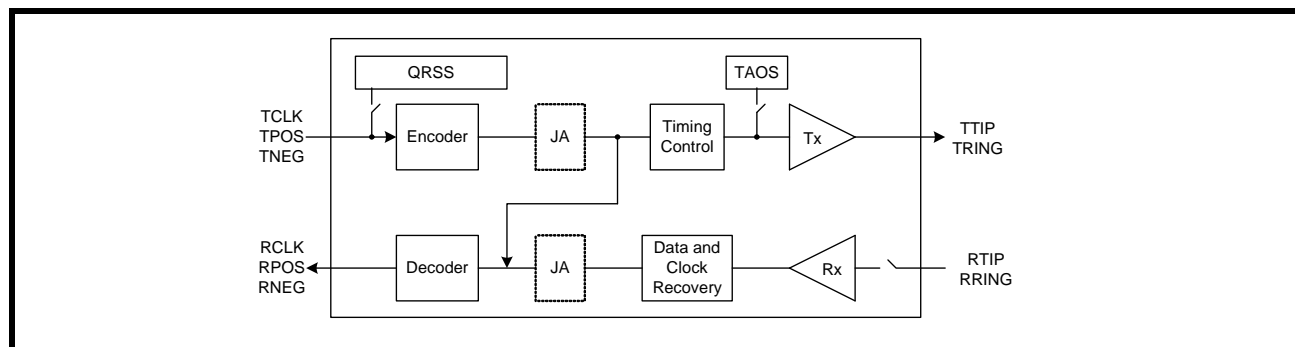 QRSS
TAOS
TCLK
TPOS
TNEG
Encoder
JA
Timing
Control
Tx
TTIP
TRING
RCLK
RPOS
RNEG
Decoder
JA
Data and
Clock
Recovery
Rx
RTIP
RRING